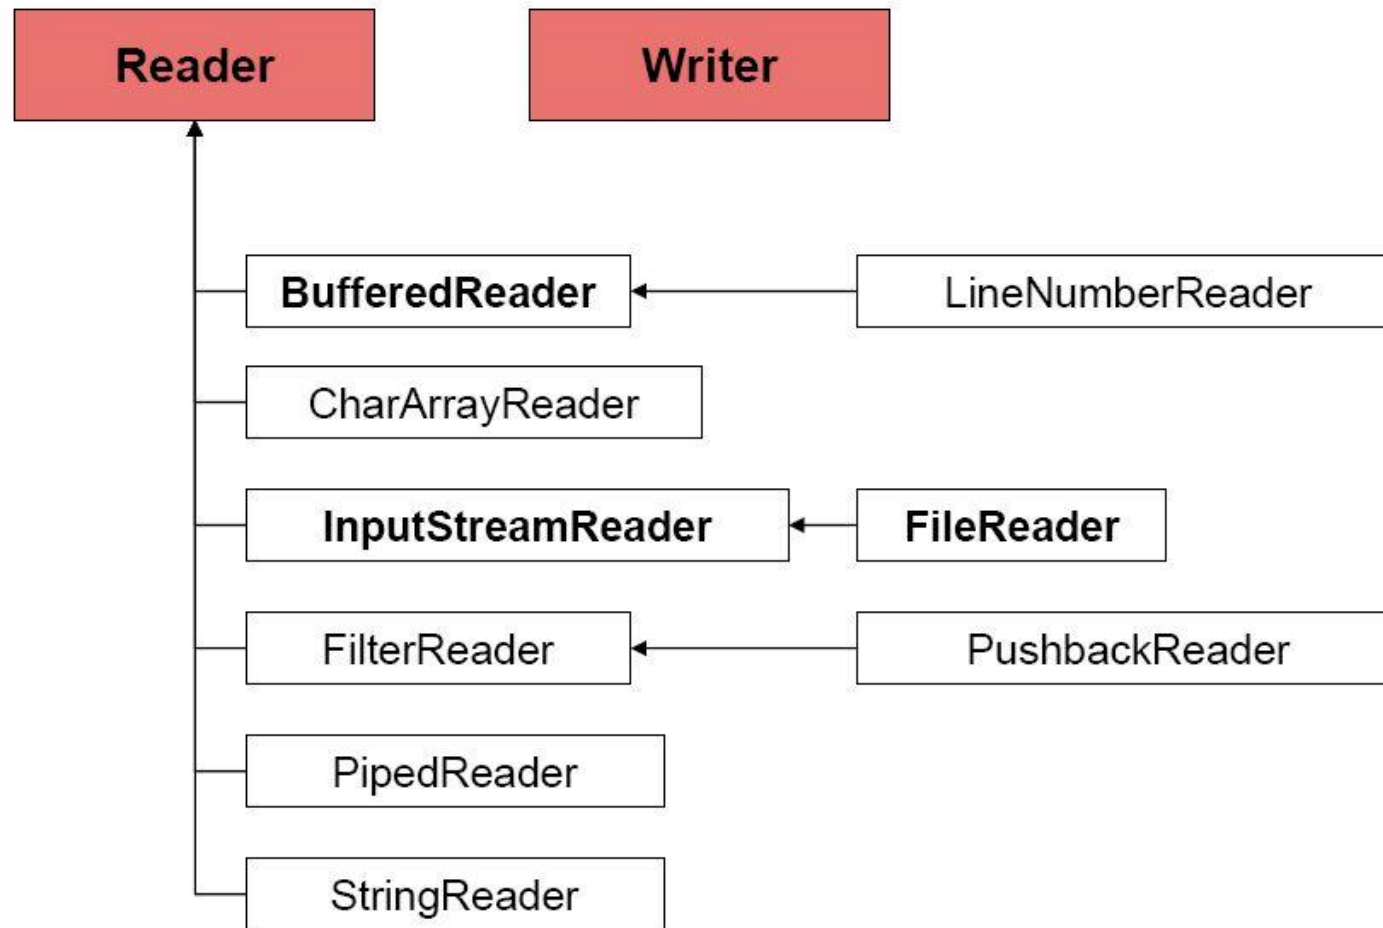 Reader
Writer
BufferedReader
LineNumberReader
CharArrayReader
InputStreamReader
FileReader
FilterReader
PushbackReader
PipedReader
StringReader